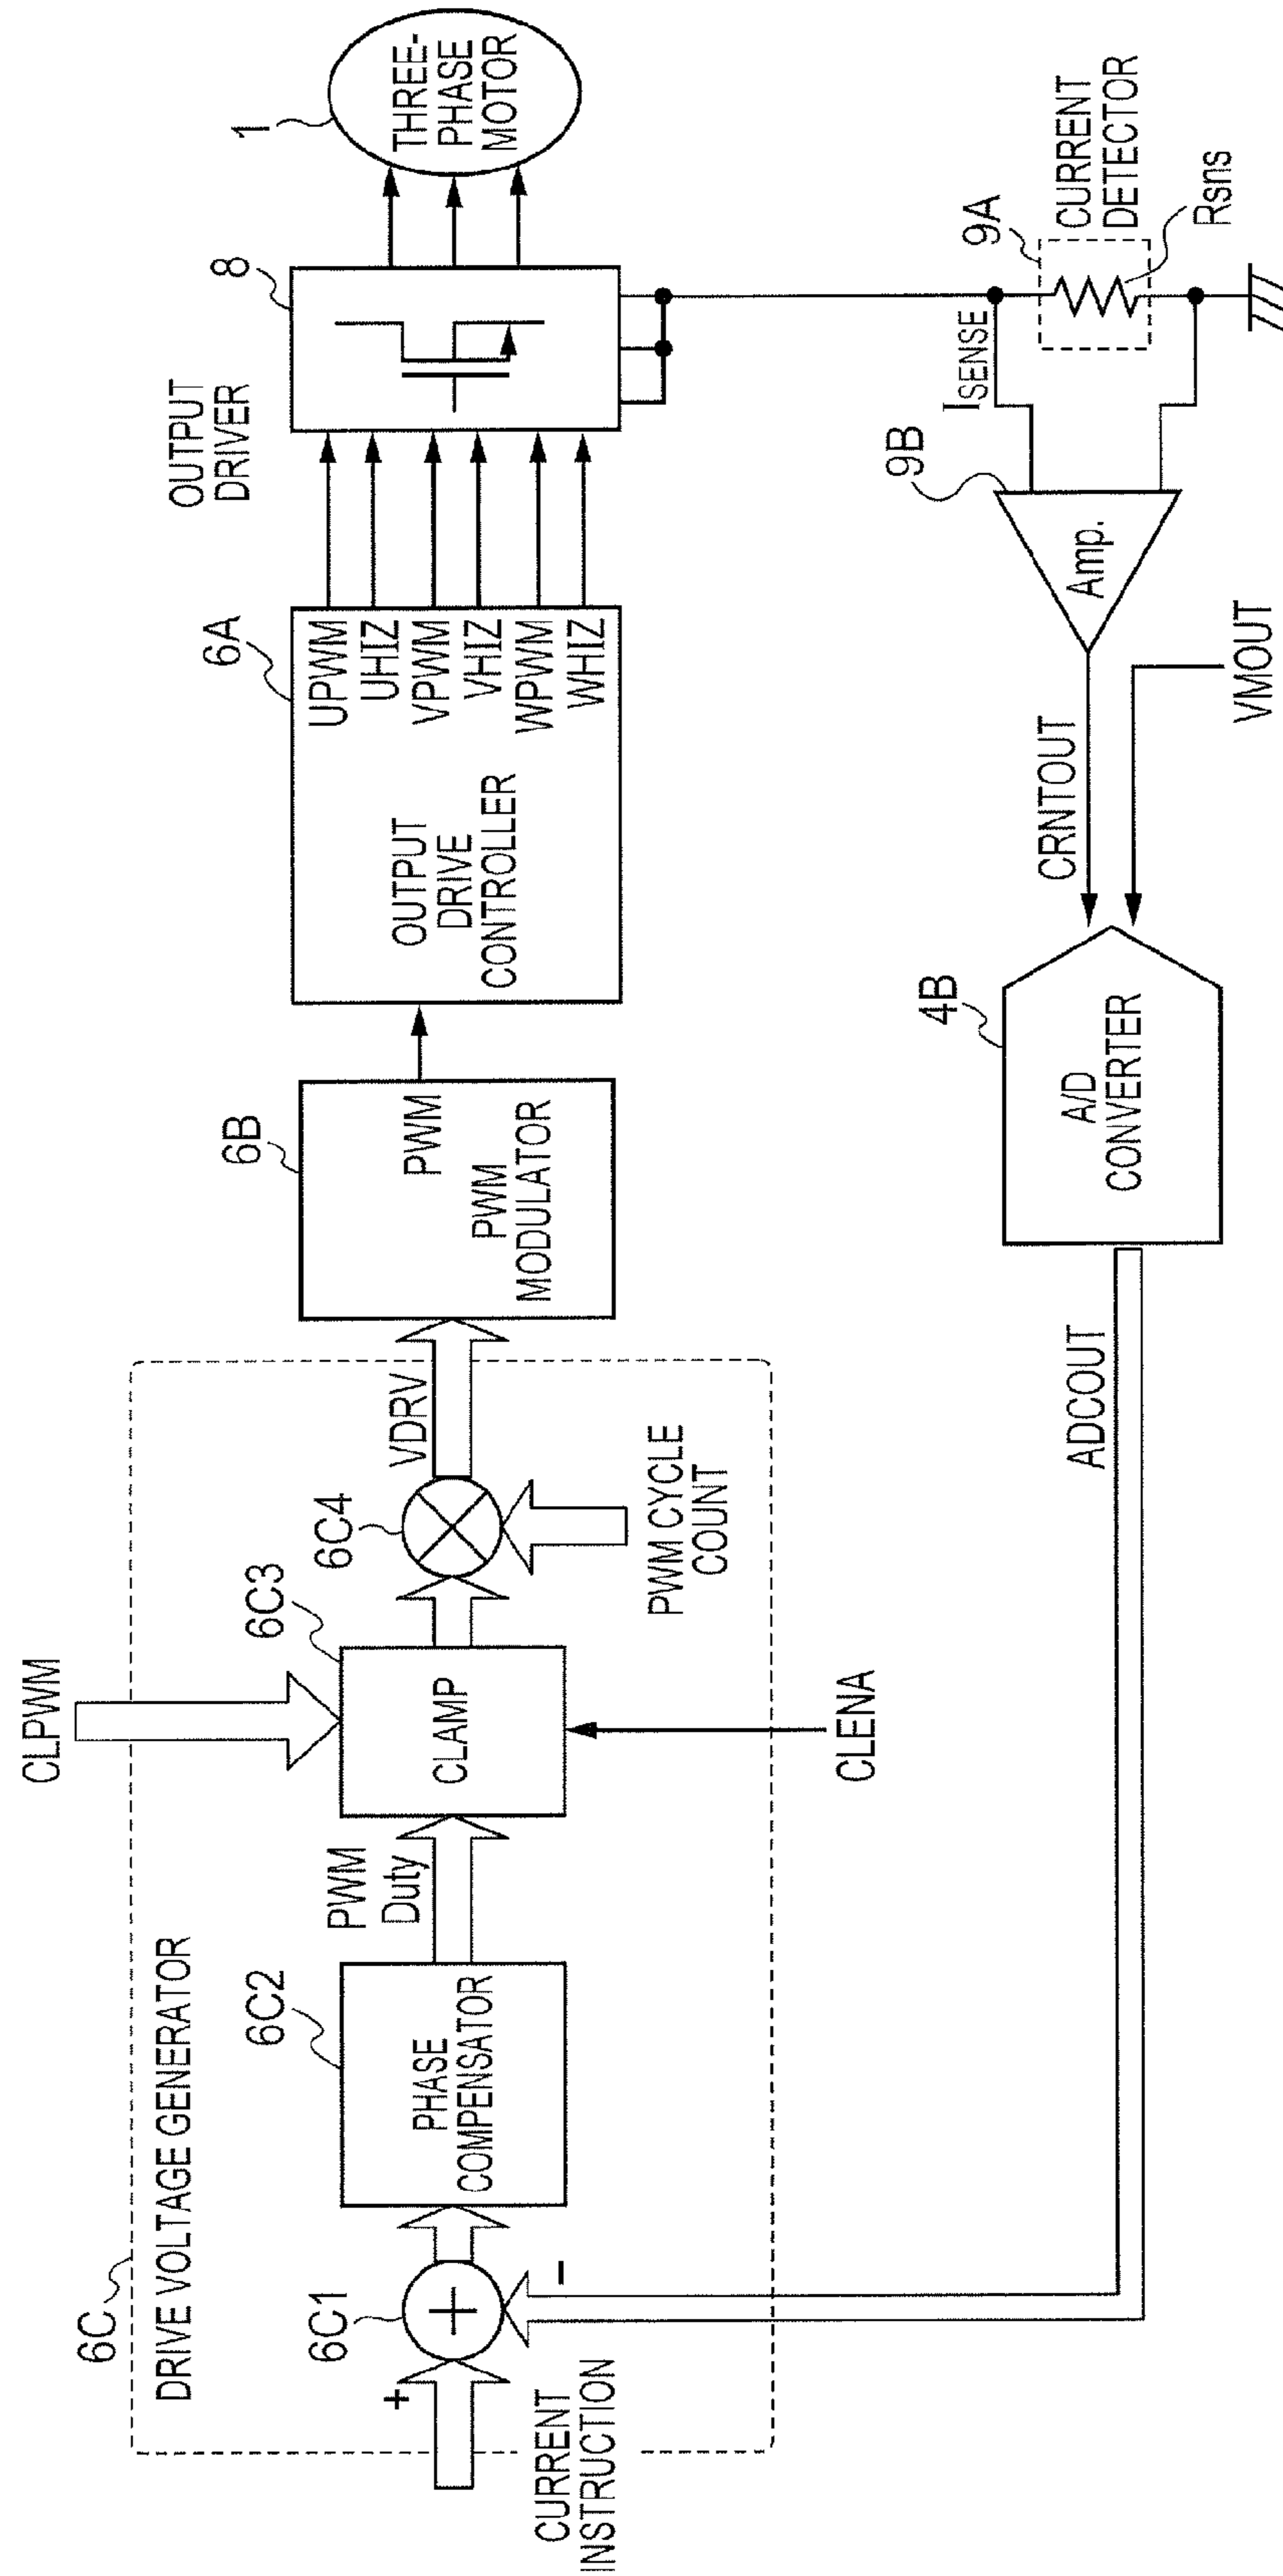 6C
DRIVE VOLTAGE GENERATOR
CLPWM
6C1
+
+
−
CURRENT
INSTRUCTION
6C2
PHASE
COMPENSATOR
PWM
Duty
6C3
CLAMP
CLENA
6C4
VDRV
PWM CYCLE
COUNT
6B
PWM
PWM
MODULATOR
6A
OUTPUT
DRIVE
CONTROLLER
UPWM
UHIZ
VPWM
VHIZ
WPWM
WHIZ
OUTPUT
DRIVER
8
1
THREE-
PHASE
MOTOR
ADCOUT
4B
A/D
CONVERTER
CRNTOUT
VMOUT
9B
Amp.
ISENSE
9A
CURRENT
DETECTOR
Rsns